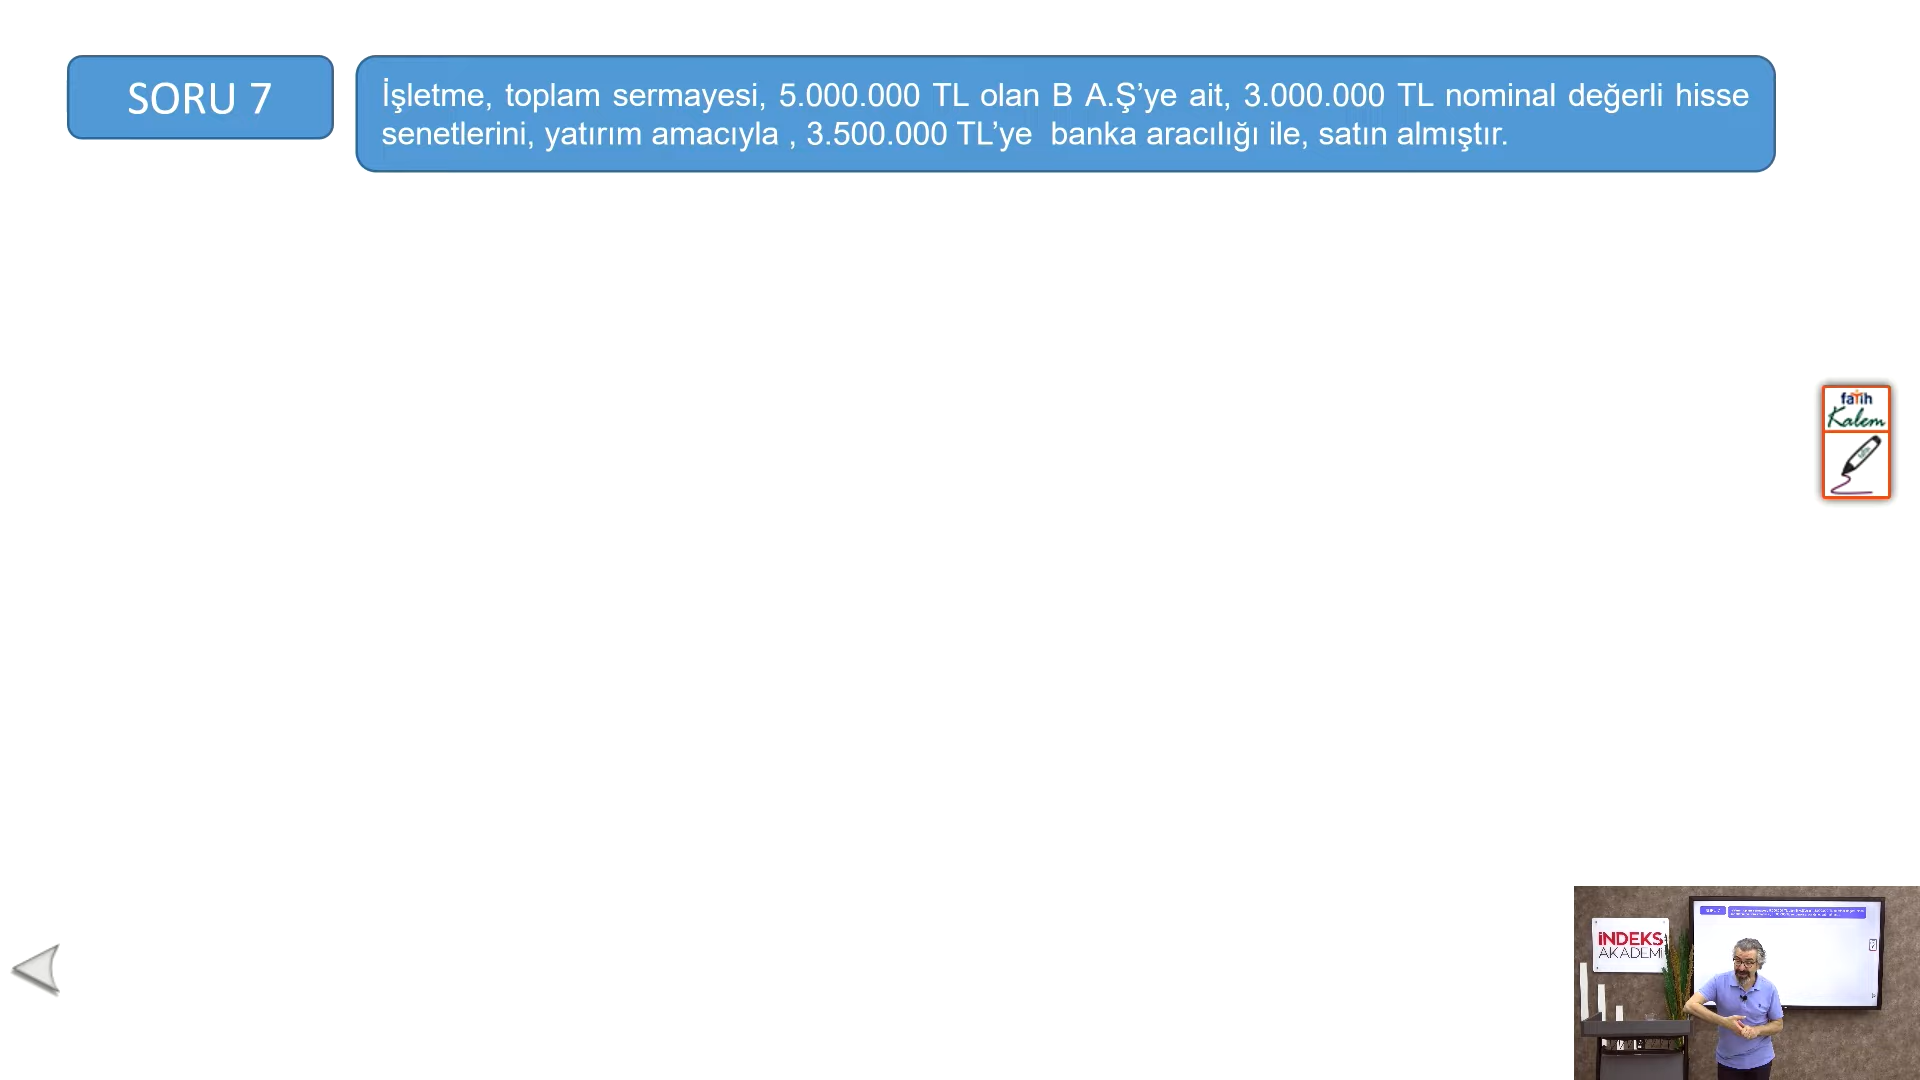 SORU 7
İşletme, toplam sermayesi, 5.000.000 TL olan B A.Ş’ye ait, 3.000.000 TL nominal değerli hisse
senetlerini, yatırım amacıyla , 3.500.000 TL’ye banka aracılığı ile, satın almıştır.
fatih
Kalem
İNDEKS
AKADEMİ